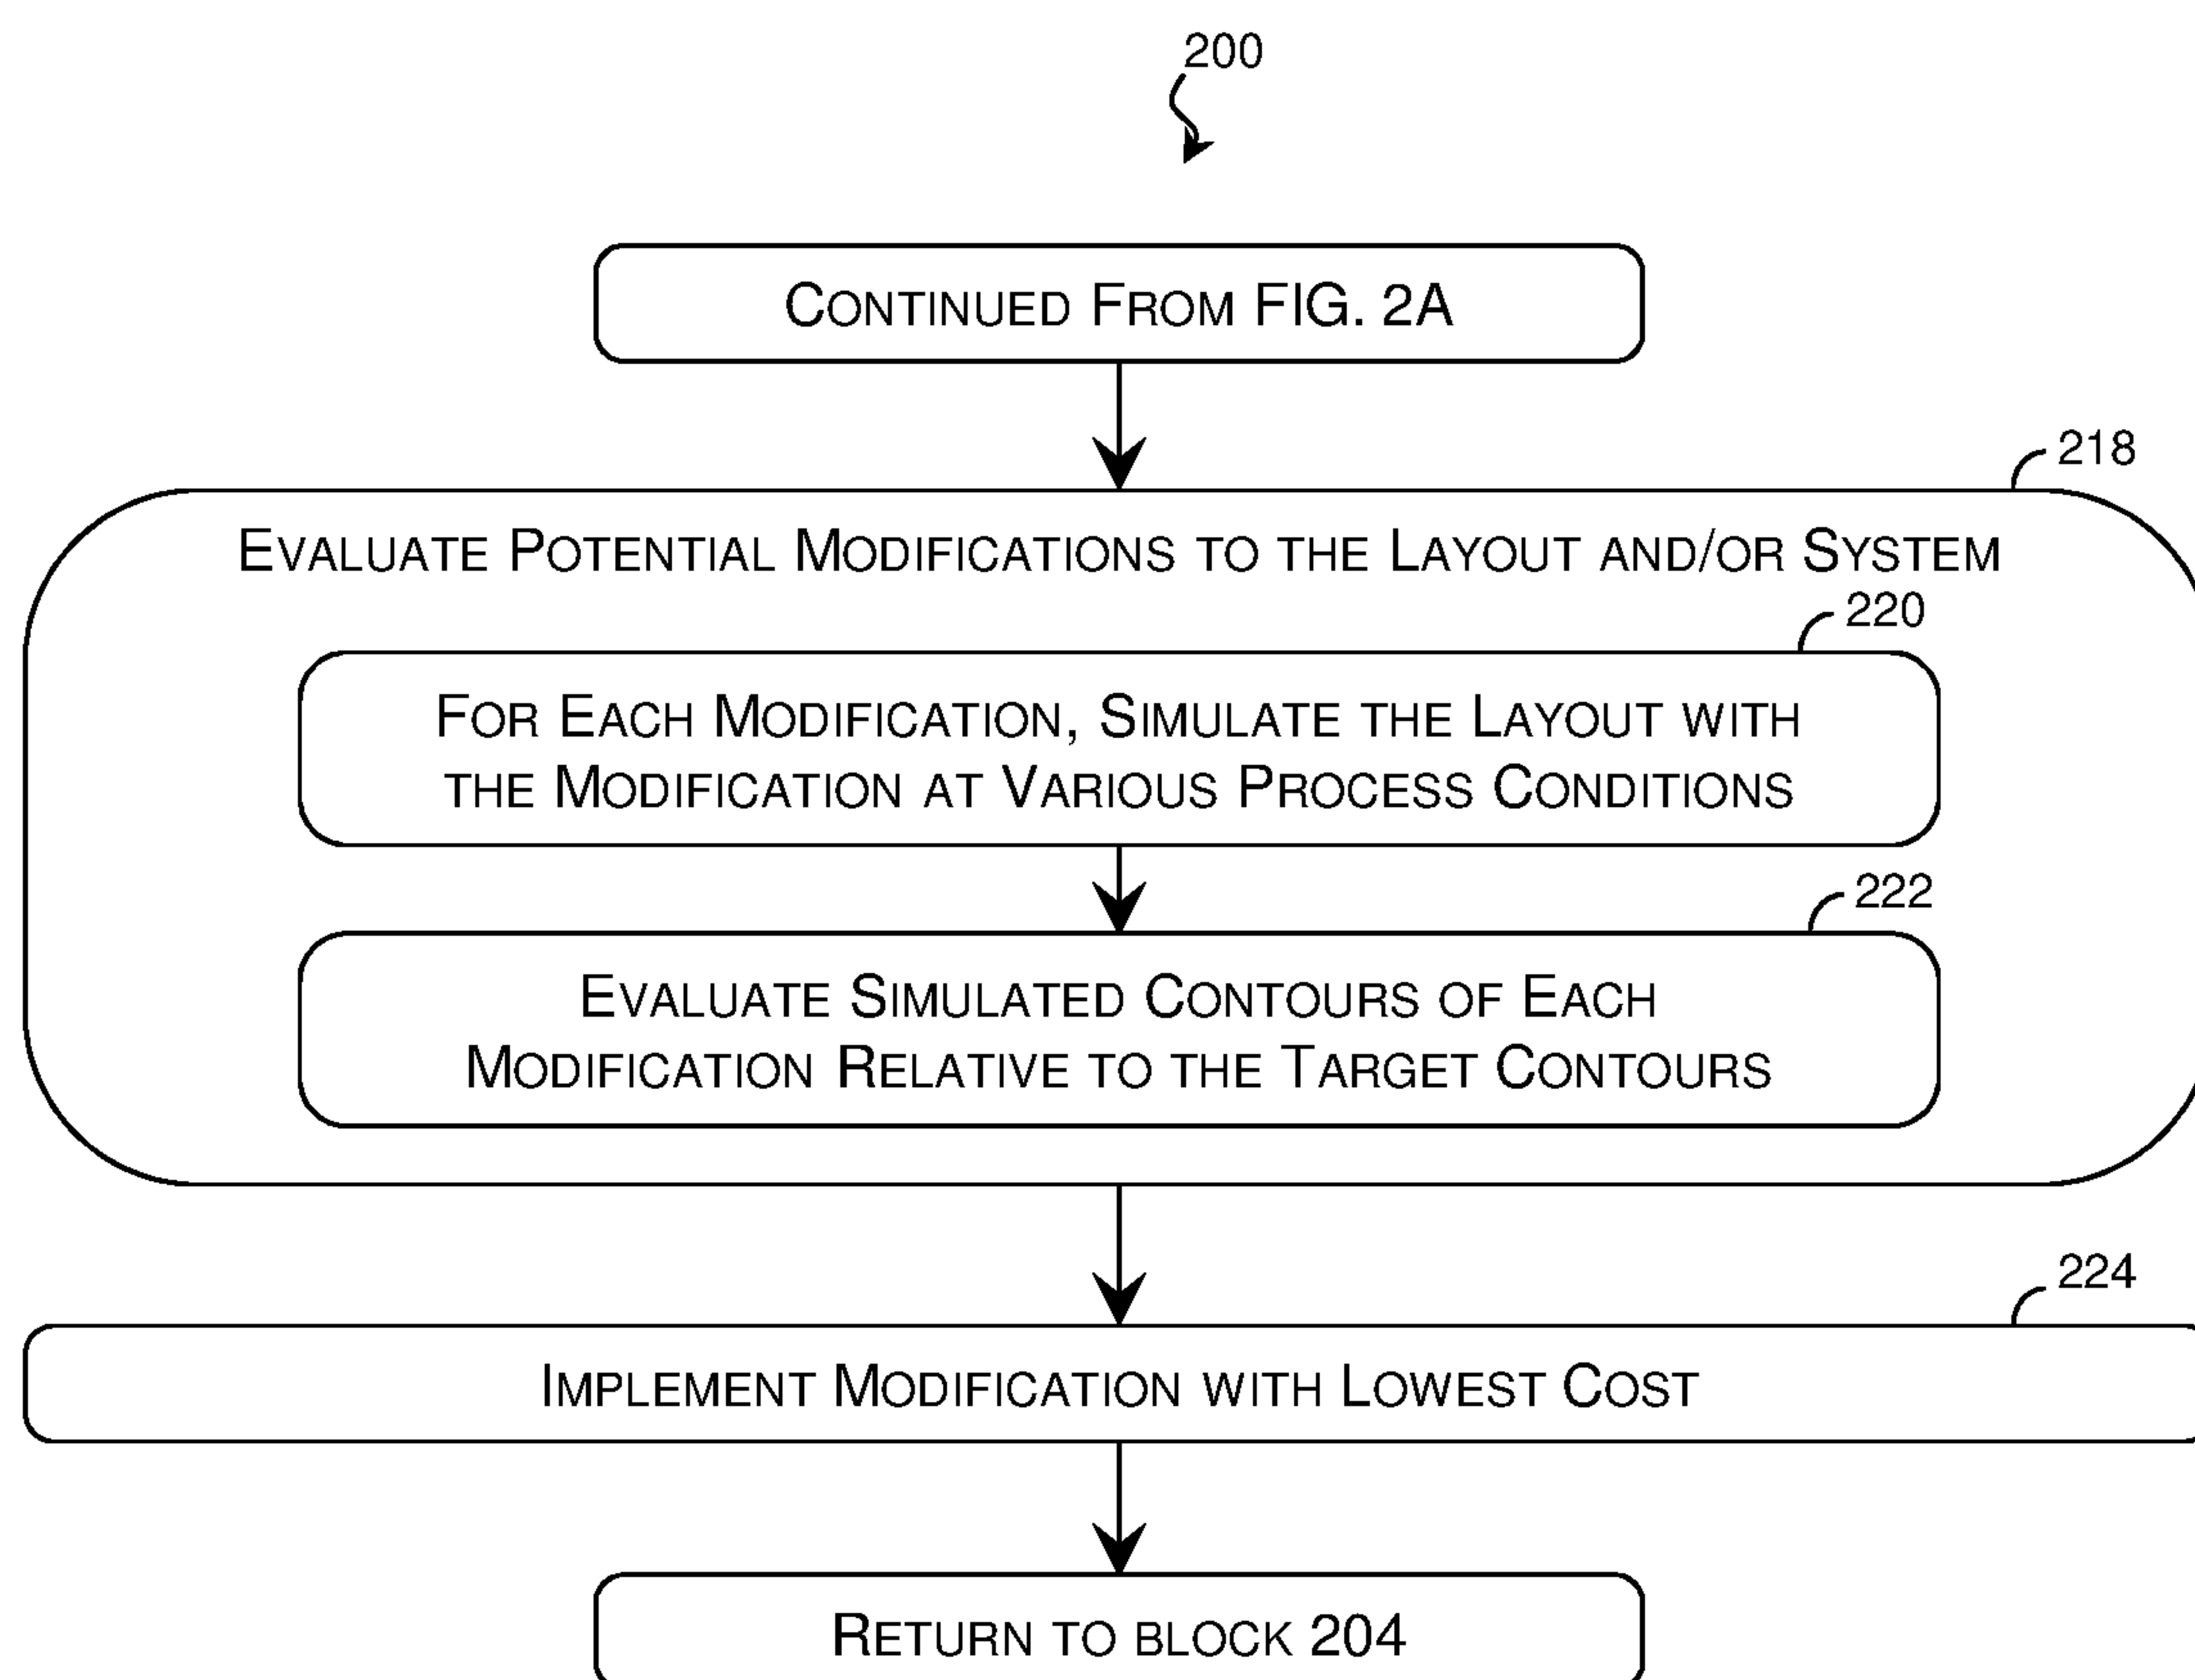 200
CONTINUED FROM FIG. 2A
218
EVALUATE POTENTIAL MODIFICATIONS TO THE LAYOUT AND/OR SYSTEM
220
FOR EACH MODIFICATION, SIMULATE THE LAYOUT WITH
THE MODIFICATION AT VARIOUS PROCESS CONDITIONS
222
EVALUATE SIMULATED CONTOURS OF EACH
MODIFICATION RELATIVE TO THE TARGET CONTOURS
224
IMPLEMENT MODIFICATION WITH LOWEST COST
RETURN TO BLOCK 204